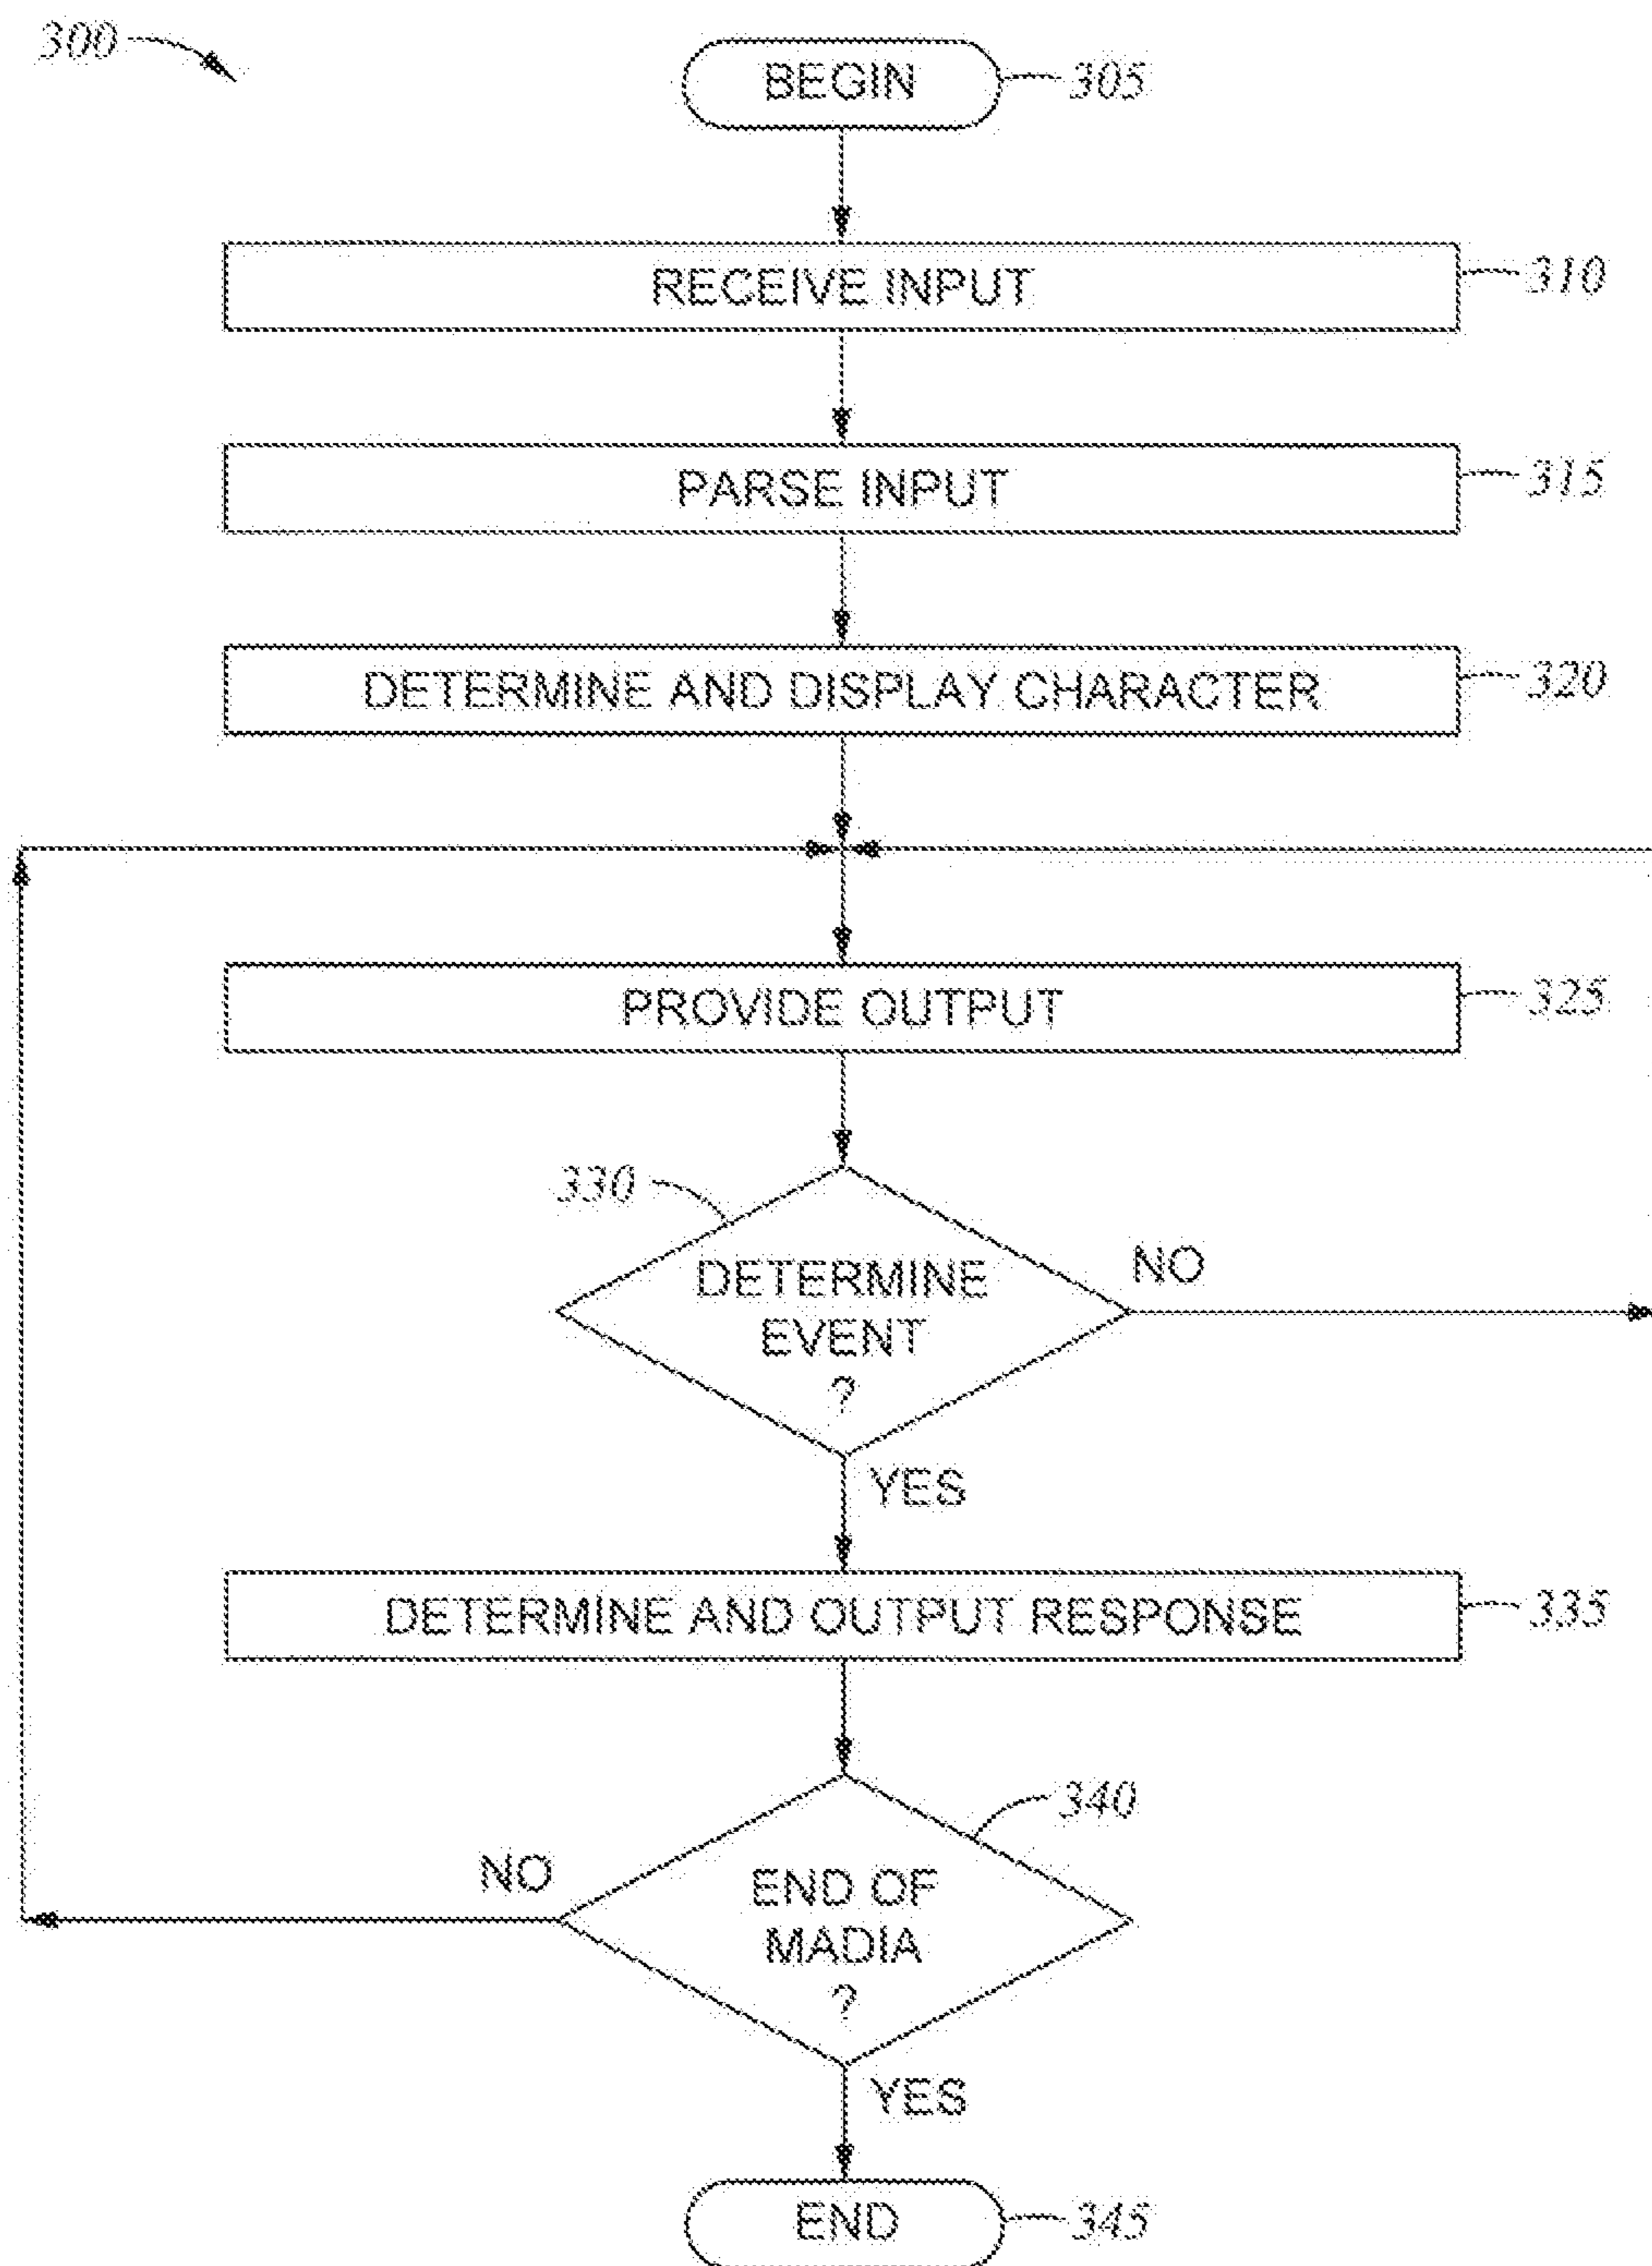 300
BEGIN
305
RECEIVE INPUT
310
PARSE INPUT
315
DETERMINE AND DISPLAY CHARACTER
320
PROVIDE OUTPUT
325
330
DETERMINE
EVENT
?
NO
YES
DETERMINE AND OUTPUT RESPONSE
335
340
NO
END OF
MADIA
?
YES
END
345